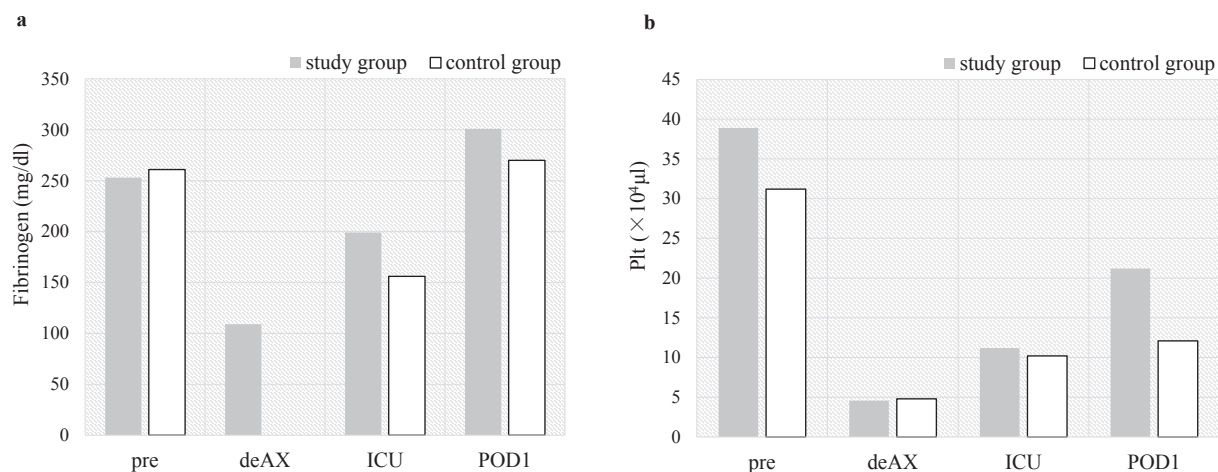 a
study group control group
350
300
250
200
150
100
50
0
Fibrinogen (mg/dl)
pre deAX ICU POD1
b
study group control group
45
40
35
30
25
20
15
10
5
0
Plt (×10⁴μl)
pre deAX ICU POD1